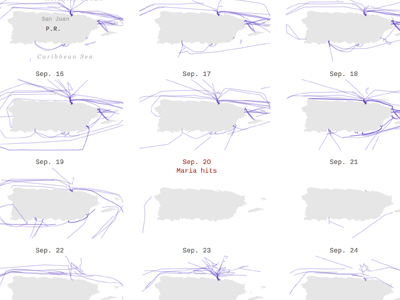 San Juan
P.R.
Caribbean Sea
Sep. 16
Sep. 17
Sep. 18
Sep. 19
Sep. 20
Maria hits
Sep. 21
Sep. 22
Sep. 23
Sep. 24